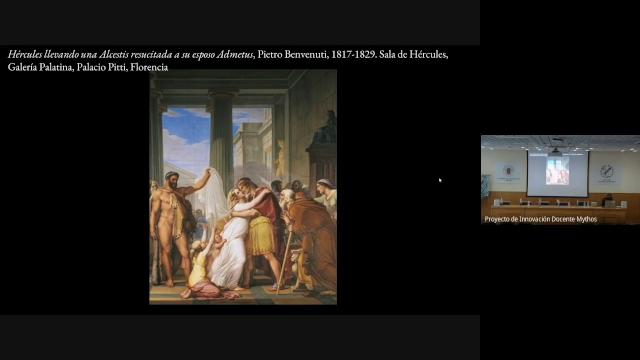 Hércules llevando una Alcestis resucitada a su esposo Admetus, Pietro Benvenuti, 1817-1829. Sala de Hércules,
Galería Palatina, Palacio Pitti, Florencia
Proyecto de Innovación Docente Mythos